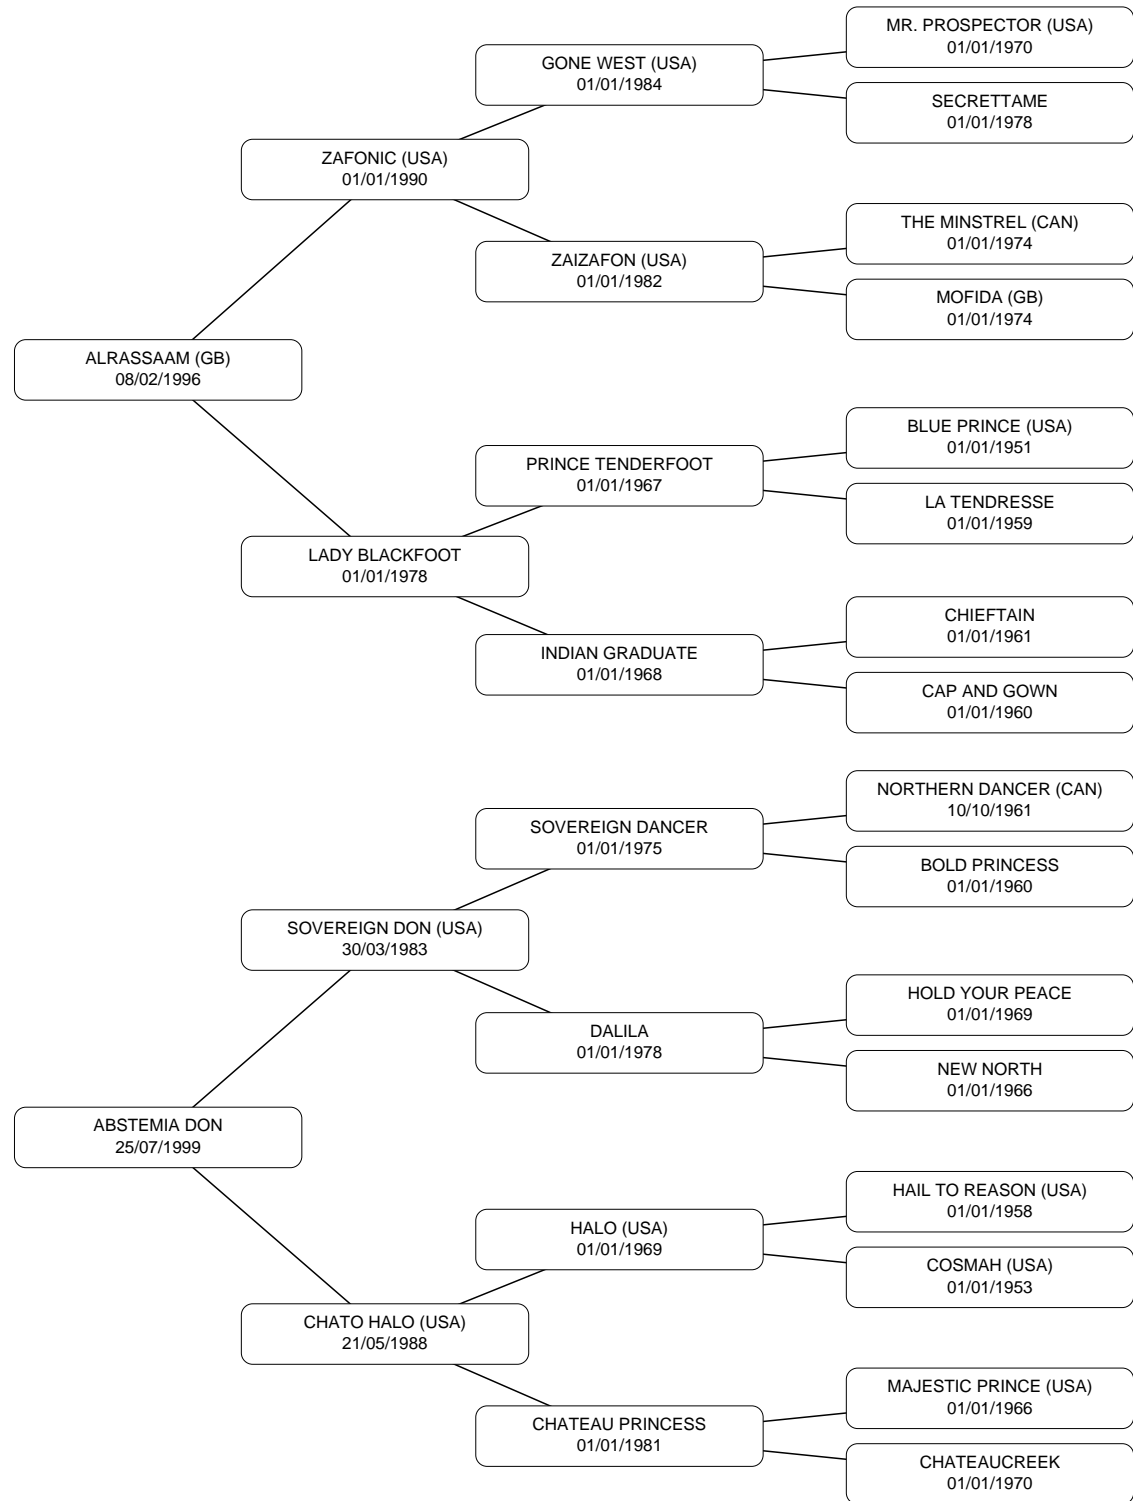 MR. PROSPECTOR (USA)
01/01/1970
GONE WEST (USA)
01/01/1984
SECRETTAME
01/01/1978
ZAFONIC (USA)
01/01/1990
THE MINSTREL (CAN)
01/01/1974
ZAIZAFON (USA)
01/01/1982
MOFIDA (GB)
01/01/1974
ALRASSAAM (GB)
08/02/1996
BLUE PRINCE (USA)
01/01/1951
PRINCE TENDERFOOT
01/01/1967
LA TENDRESSE
01/01/1959
LADY BLACKFOOT
01/01/1978
CHIEFTAIN
01/01/1961
INDIAN GRADUATE
01/01/1968
CAP AND GOWN
01/01/1960
NORTHERN DANCER (CAN)
10/10/1961
SOVEREIGN DANCER
01/01/1975
BOLD PRINCESS
01/01/1960
SOVEREIGN DON (USA)
30/03/1983
HOLD YOUR PEACE
01/01/1969
DALILA
01/01/1978
NEW NORTH
01/01/1966
ABSTEMIA DON
25/07/1999
HAIL TO REASON (USA)
01/01/1958
HALO (USA)
01/01/1969
COSMAH (USA)
01/01/1953
CHATO HALO (USA)
21/05/1988
MAJESTIC PRINCE (USA)
01/01/1966
CHATEAU PRINCESS
01/01/1981
CHATEAUCREEK
01/01/1970